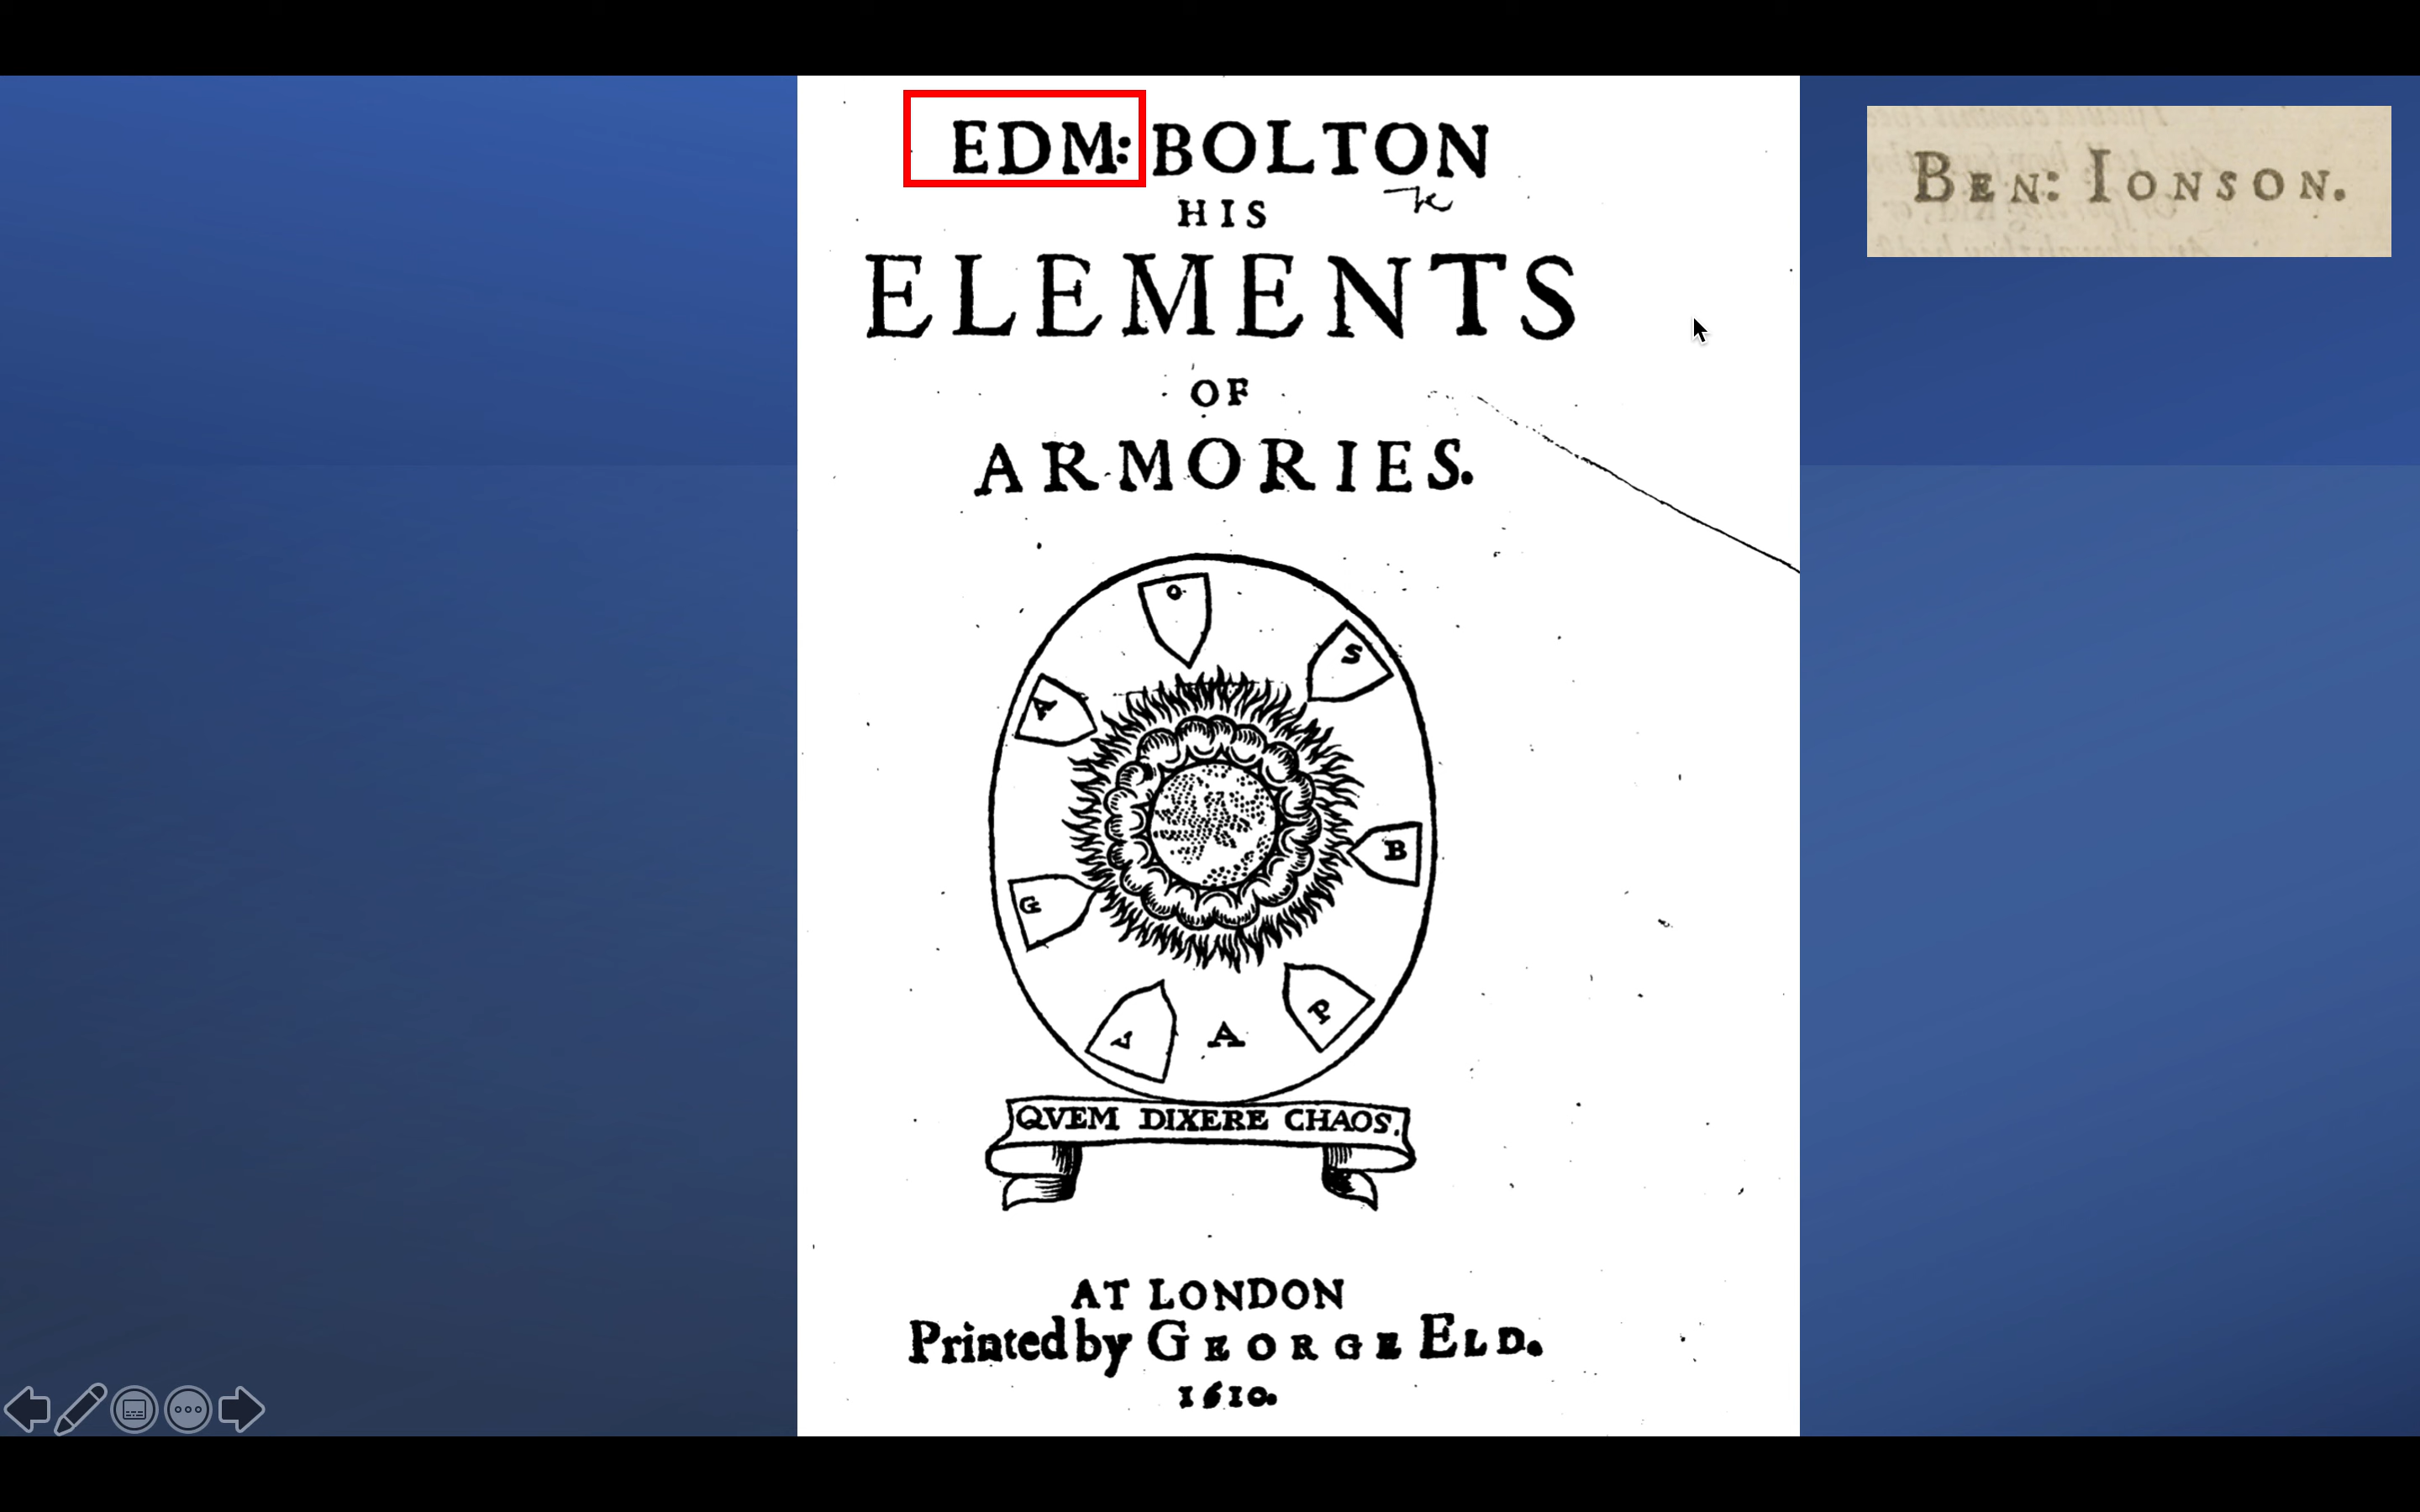 EDM: BOLTON
HIS
ELEMENTS
OF
ARMORIES.
O
S
A
B
G
P
A
QVEM DIXERE CHAOS.
AT LONDON
Printed by GEORGE ELD.
1610.
BEN: IONSON.